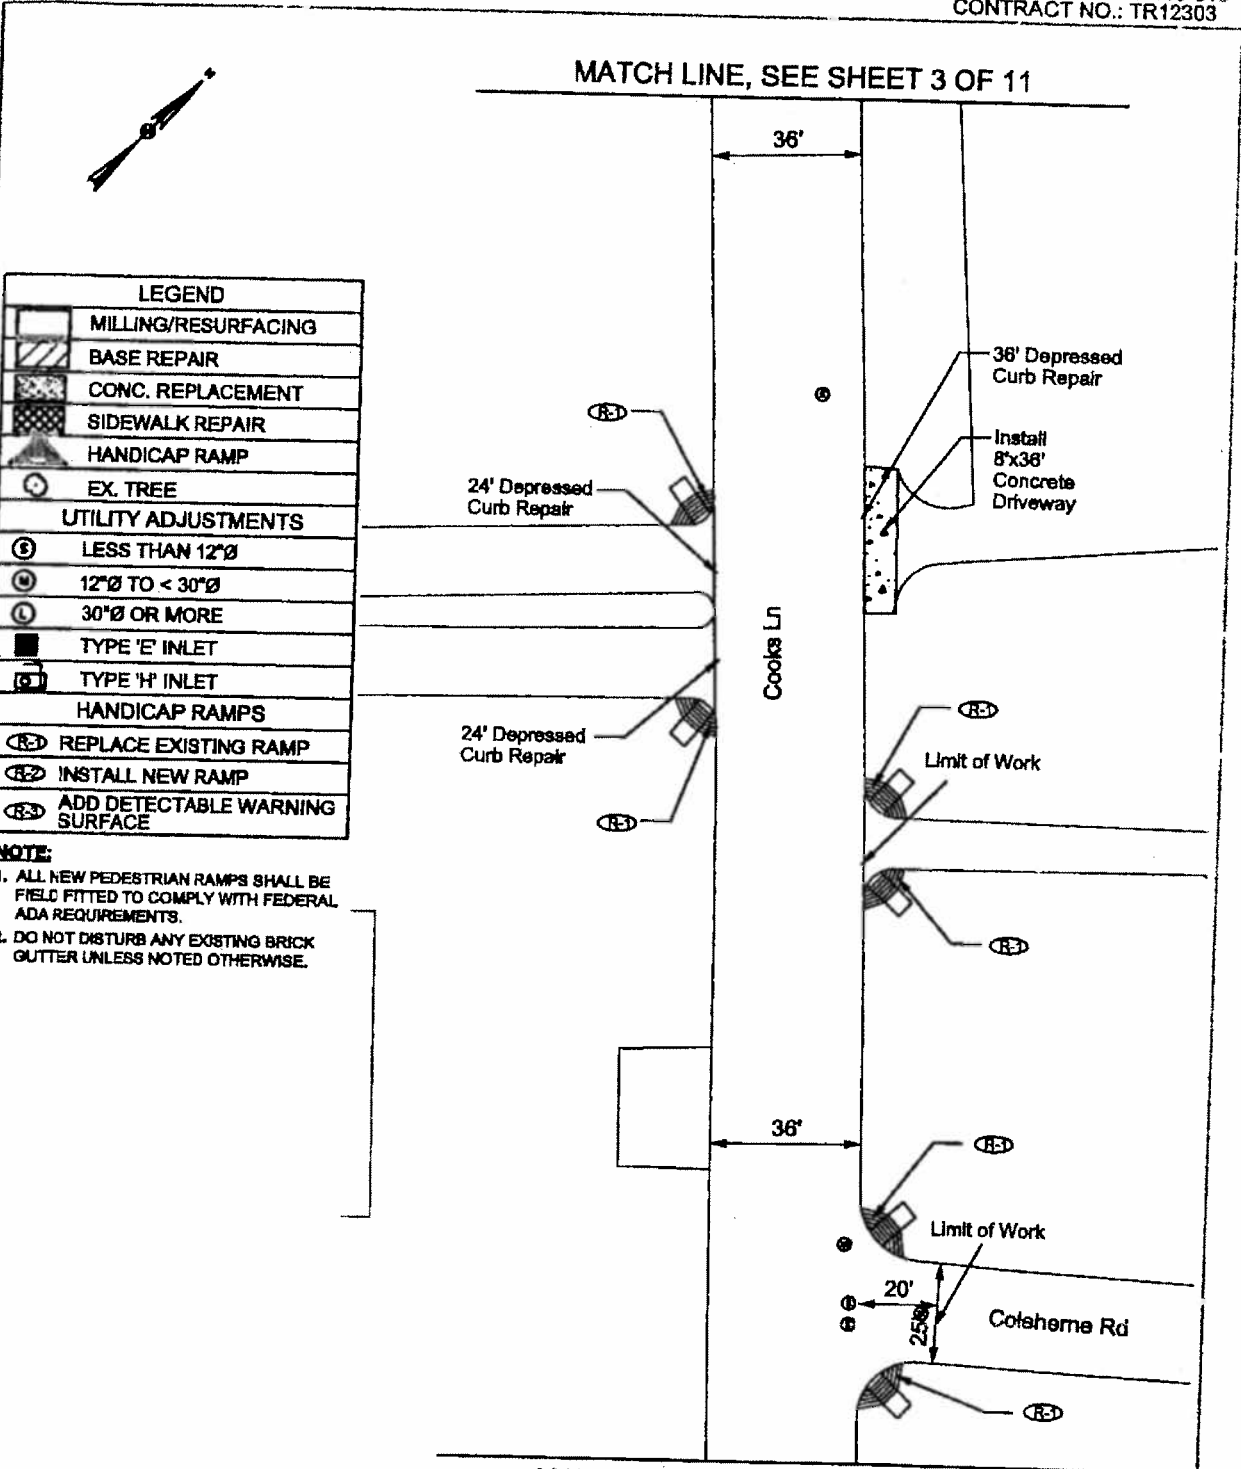 CONTRACT NO.: TR12303
MATCH LINE, SEE SHEET 3 OF 11
36'
LEGEND
MILLING/RESURFACING
BASE REPAIR
CONC. REPLACEMENT
SIDEWALK REPAIR
HANDICAP RAMP
EX. TREE
UTILITY ADJUSTMENTS
S LESS THAN 12"Ø
M 12"Ø TO < 30"Ø
L 30"Ø OR MORE
TYPE 'E' INLET
TYPE 'H' INLET
HANDICAP RAMPS
R-1 REPLACE EXISTING RAMP
R-2 INSTALL NEW RAMP
R-3 ADD DETECTABLE WARNING
SURFACE
NOTE:
1. ALL NEW PEDESTRIAN RAMPS SHALL BE
FIELD FITTED TO COMPLY WITH FEDERAL
ADA REQUIREMENTS.
2. DO NOT DISTURB ANY EXISTING BRICK
GUTTER UNLESS NOTED OTHERWISE.
36' Depressed
Curb Repair
R-1
Install
8'x36'
Concrete
Driveway
24' Depressed
Curb Repair
Cooks Ln
24' Depressed
Curb Repair
R-1
R-1
Limit of Work
R-1
36'
R-1
Limit of Work
20'
Coleherne Rd
R-1